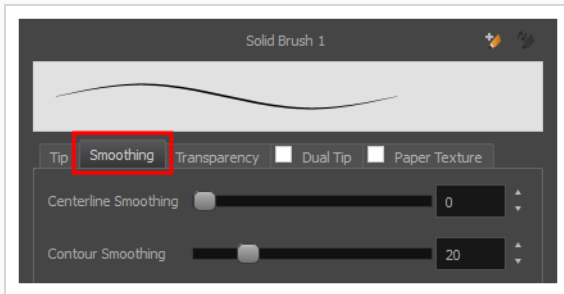 Solid Brush 1
Tip Smoothing Transparency Dual Tip Paper Texture
Centerline Smoothing 0
Contour Smoothing 20